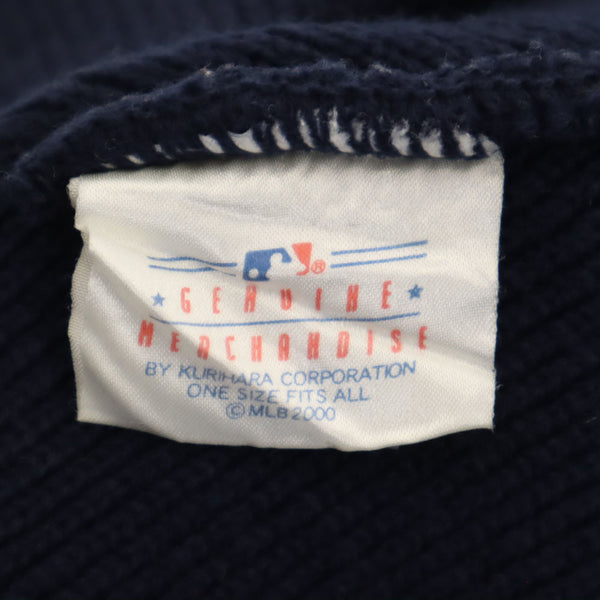 ®
GENUINE
MERCHANDISE
BY KURIHARA CORPORATION
ONE SIZE FITS ALL
©MLB 2000